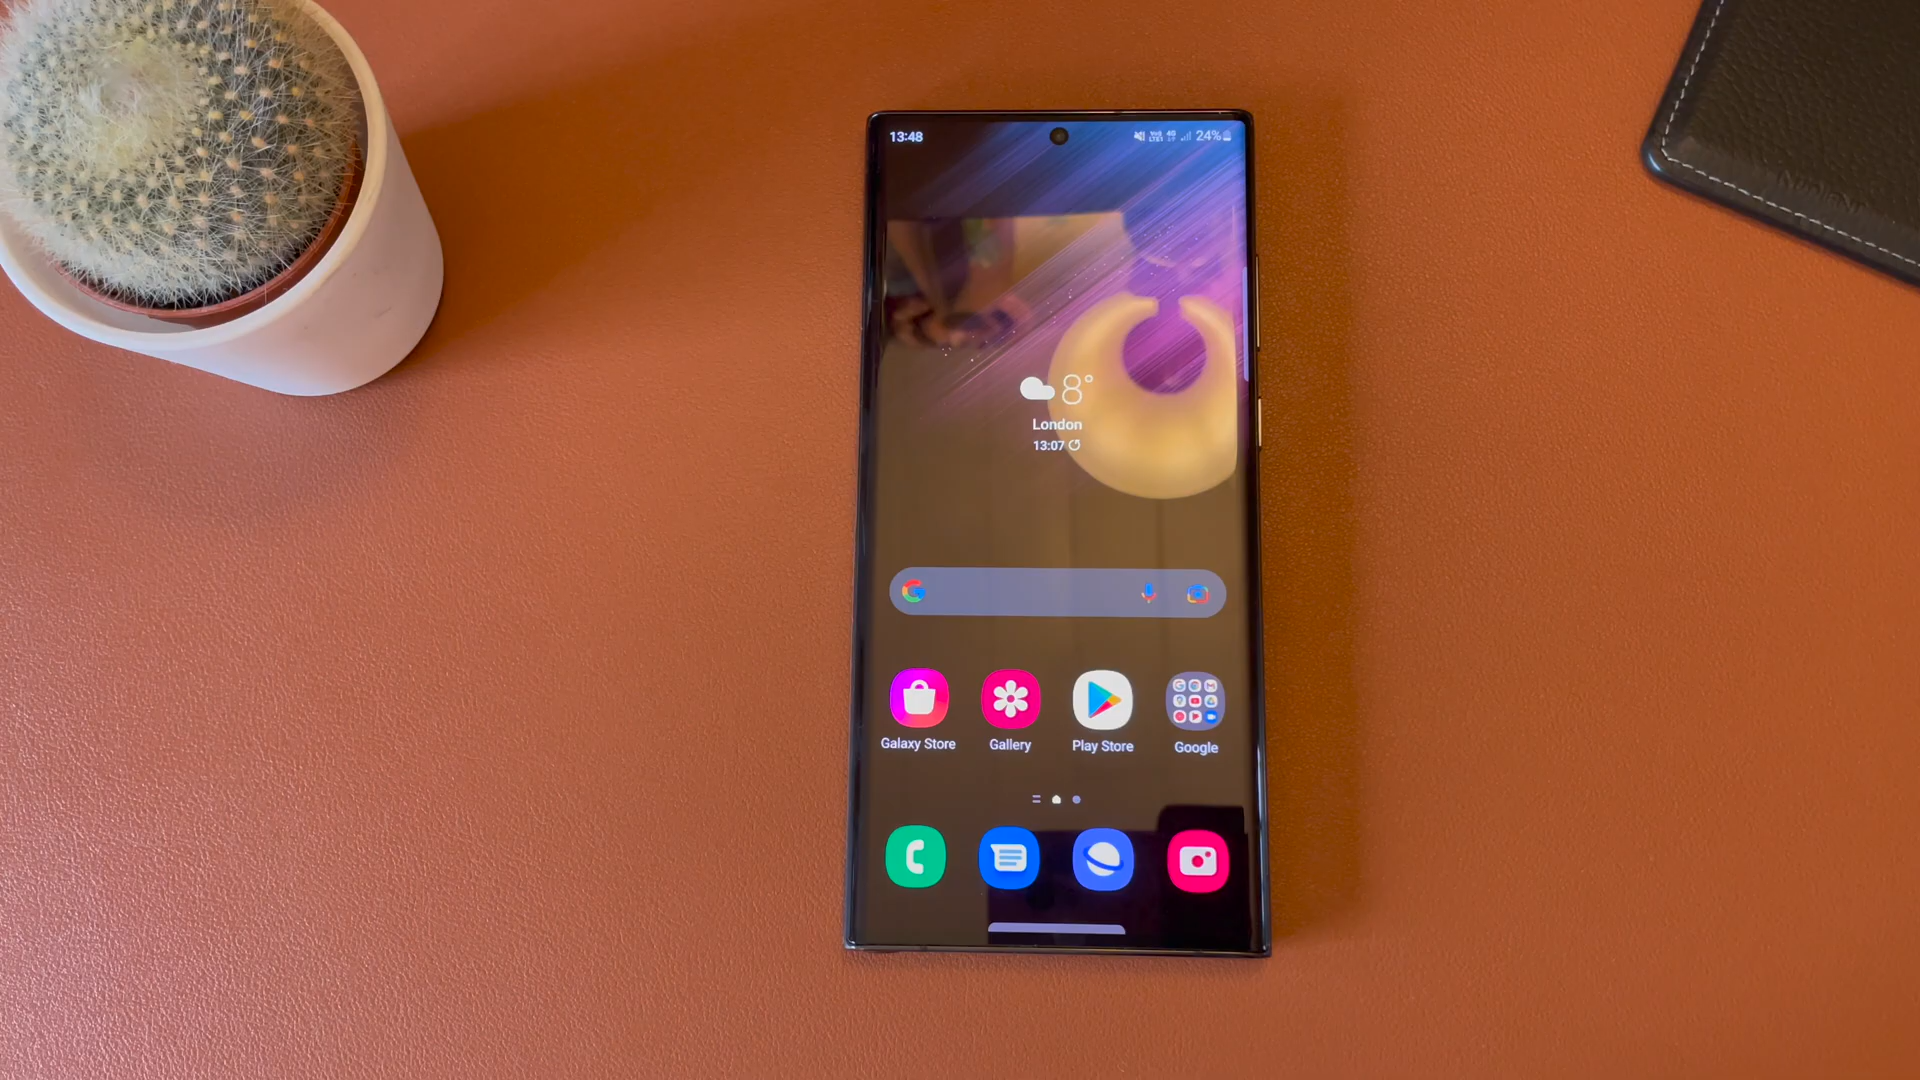 13:48
24%
8°
London
13:07
Galaxy Store
Gallery
Play Store
Google